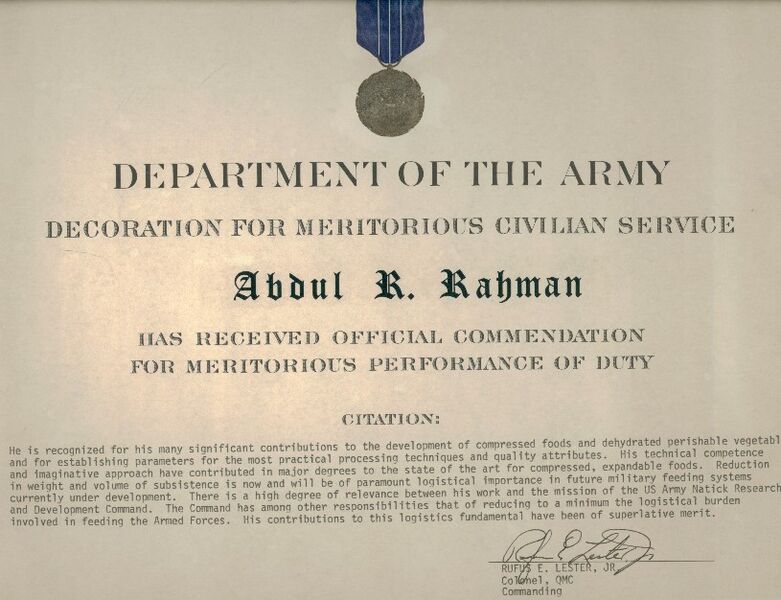 DEPARTMENT OF THE ARMY
DECORATION FOR MERITORIOUS CIVILIAN SERVICE
Abdul R. Rahman
HAS RECEIVED OFFICIAL COMMENDATION
FOR MERITORIOUS PERFORMANCE OF DUTY
CITATION:
He is recognized for his many significant contributions to the development of compressed foods and dehydrated perishable vegetabl
and for establishing parameters for the most practical processing techniques and quality attributes. His technical competence
and imaginative approach have contributed in major degrees to the state of the art for compressed, expandable foods. Reduction
in weight and volume of subsistence is now and will be of paramount logistical importance in future military feeding systems
currently under development. There is a high degree of relevance between his work and the mission of the US Army Natick Research
and Development Command. The Command has among other responsibilities that of reducing to a minimum the logistical burden
involved in feeding the Armed Forces. His contributions to this logistics fundamental have been of superlative merit.
Rufus E. Lester, Jr
RUFUS E. LESTER, JR.
Colonel, QMC
Commanding